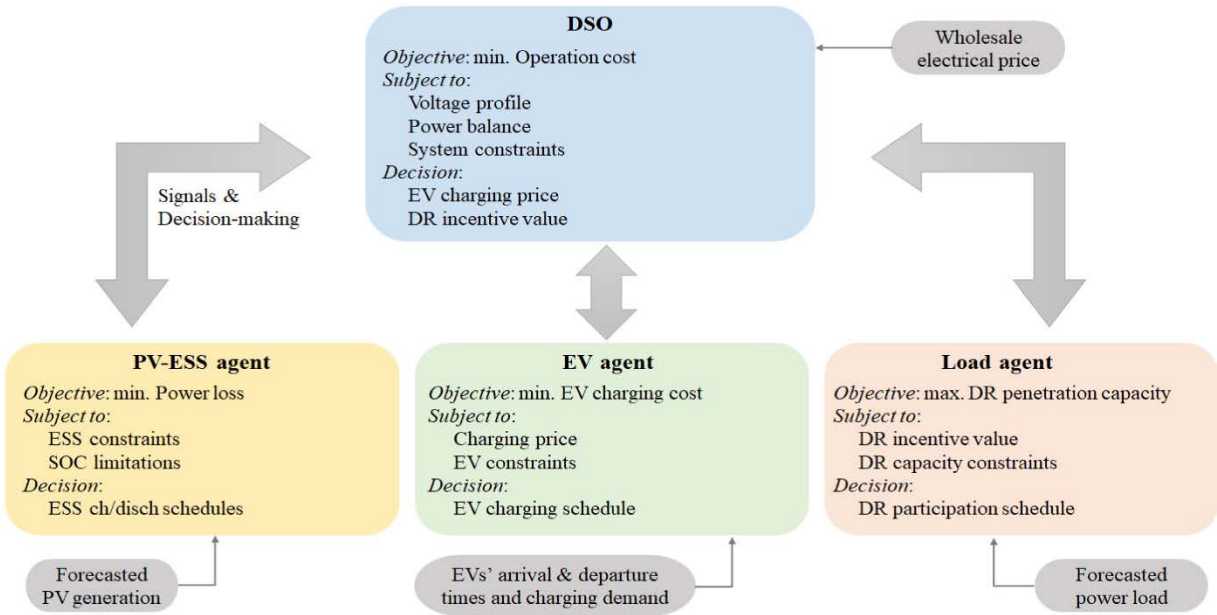 DSO
Objective: min. Operation cost
Subject to:
Voltage profile
Power balance
System constraints
Decision:
EV charging price
DR incentive value
Wholesale
electrical price
Signals &
Decision-making
PV-ESS agent
Objective: min. Power loss
Subject to:
ESS constraints
SOC limitations
Decision:
ESS ch/disch schedules
EV agent
Objective: min. EV charging cost
Subject to:
Charging price
EV constraints
Decision:
EV charging schedule
Load agent
Objective: max. DR penetration capacity
Subject to:
DR incentive value
DR capacity constraints
Decision:
DR participation schedule
Forecasted
PV generation
EVs’ arrival & departure
times and charging demand
Forecasted
power load